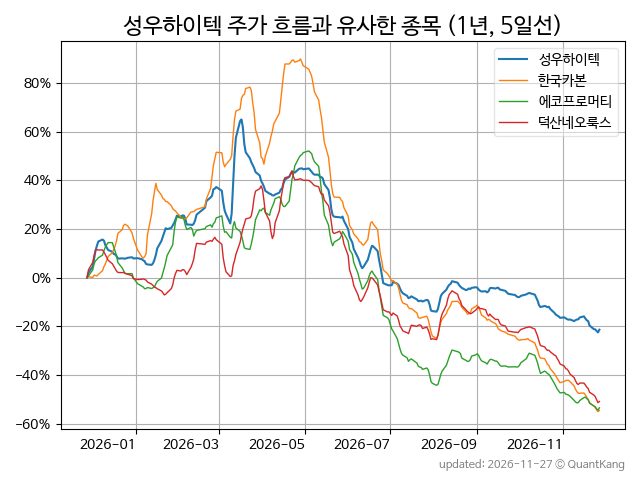 성우하이텍 주가 흐름과 유사한 종목 (1년, 5일선)
성우하이텍
한국카본
에코프로머티
덕산네오룩스
80%
60%
40%
20%
0%
−20%
−40%
−60%
2026-01 2026-03 2026-05 2026-07 2026-09 2026-11
updated: 2026-11-27 © QuantKang